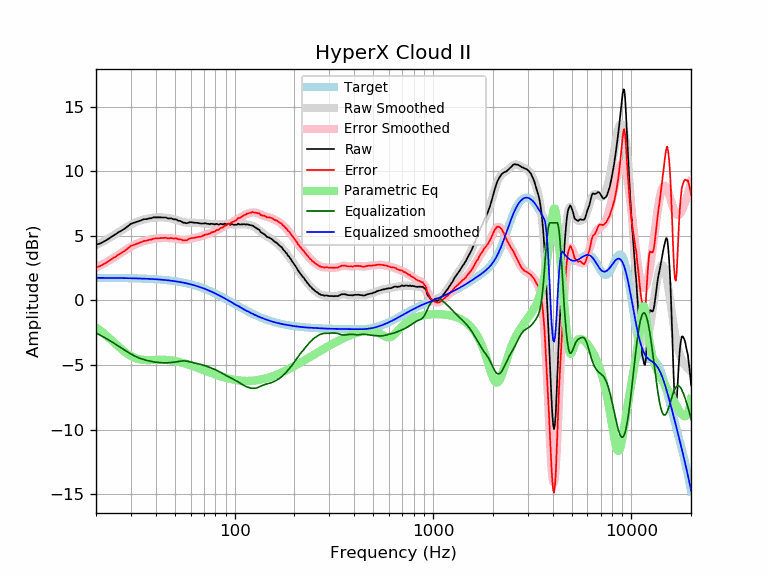 HyperX Cloud II
Target
Raw Smoothed
Error Smoothed
Raw
Error
Parametric Eq
Equalization
Equalized smoothed
Amplitude (dBr)
15
10
5
0
−5
−10
−15
100
1000
10000
Frequency (Hz)